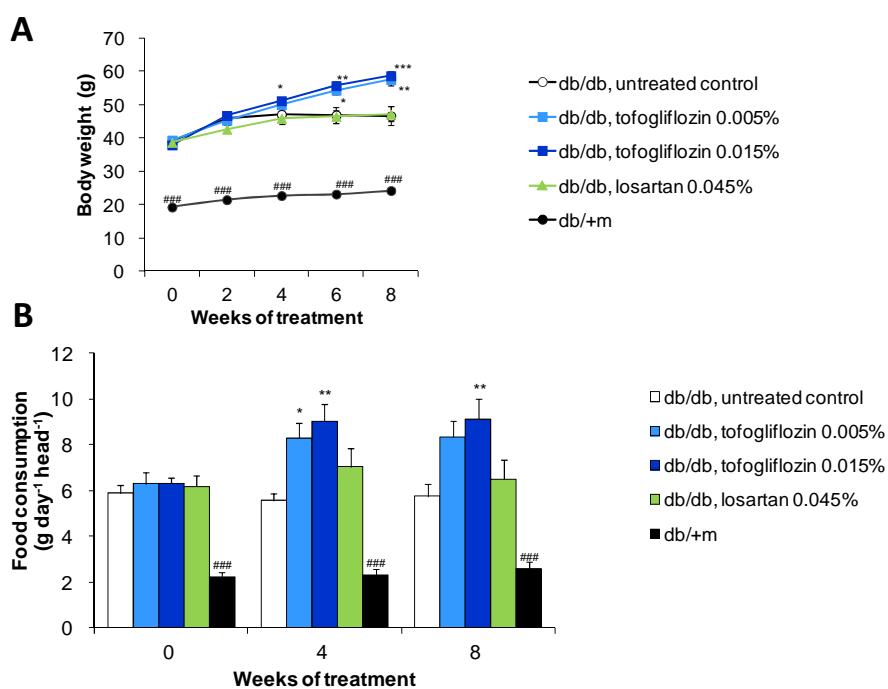 A
70
60
50
40
30
20
10
0
Body weight (g)
***
**
**
*
*
###
###
###
###
###
0 2 4 6 8
Weeks of treatment
db/db, untreated control
db/db, tofogliflozin 0.005%
db/db, tofogliflozin 0.015%
db/db, losartan 0.045%
db/+m
B
12
10
8
6
4
2
0
Food consumption
(g day⁻¹ head⁻¹)
###
*
**
###
**
###
0 4 8
Weeks of treatment
db/db, untreated control
db/db, tofogliflozin 0.005%
db/db, tofogliflozin 0.015%
db/db, losartan 0.045%
db/+m